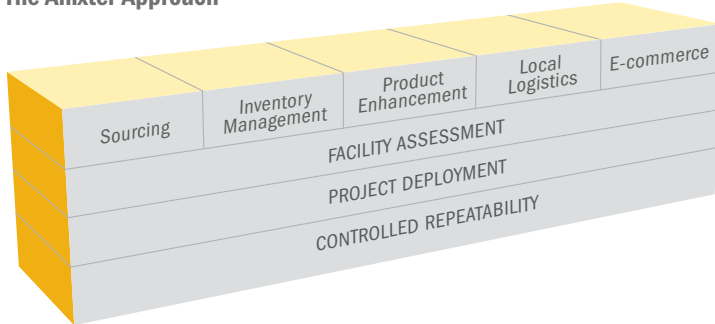 The Anixter Approach
Sourcing
Inventory
Management
Product
Enhancement
Local
Logistics
E-commerce
FACILITY ASSESSMENT
PROJECT DEPLOYMENT
CONTROLLED REPEATABILITY